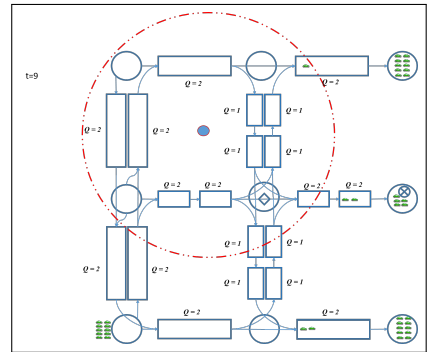 t=9
Q = 2
Q = 2
Q = 1
Q = 1
Q = 2
Q = 2
Q = 1
Q = 1
Q = 2
Q = 2
Q = 2
Q = 2
Q = 1
Q = 1
Q = 2
Q = 2
Q = 1
Q = 1
Q = 2
Q = 2